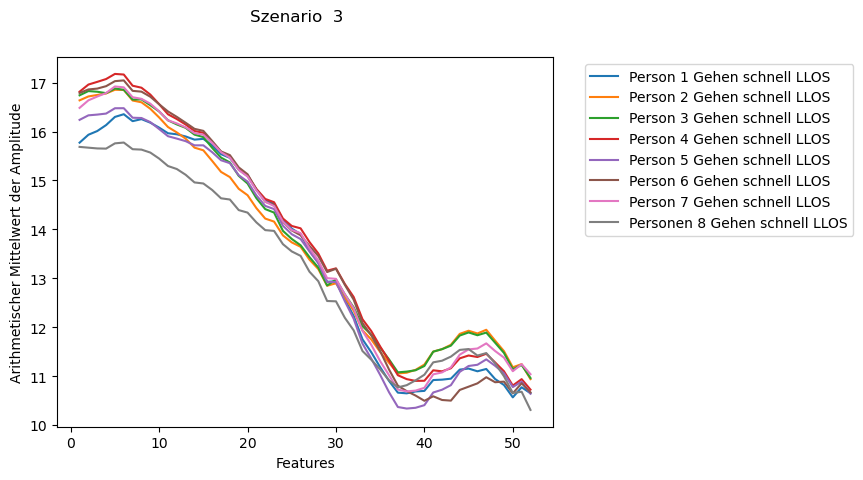 Szenario  3
Arithmetischer Mittelwert der Amplitude
17
16
15
14
13
12
11
10
0
10
20
30
40
50
Features
Person 1 Gehen schnell LLOS
Person 2 Gehen schnell LLOS
Person 3 Gehen schnell LLOS
Person 4 Gehen schnell LLOS
Person 5 Gehen schnell LLOS
Person 6 Gehen schnell LLOS
Person 7 Gehen schnell LLOS
Personen 8 Gehen schnell LLOS